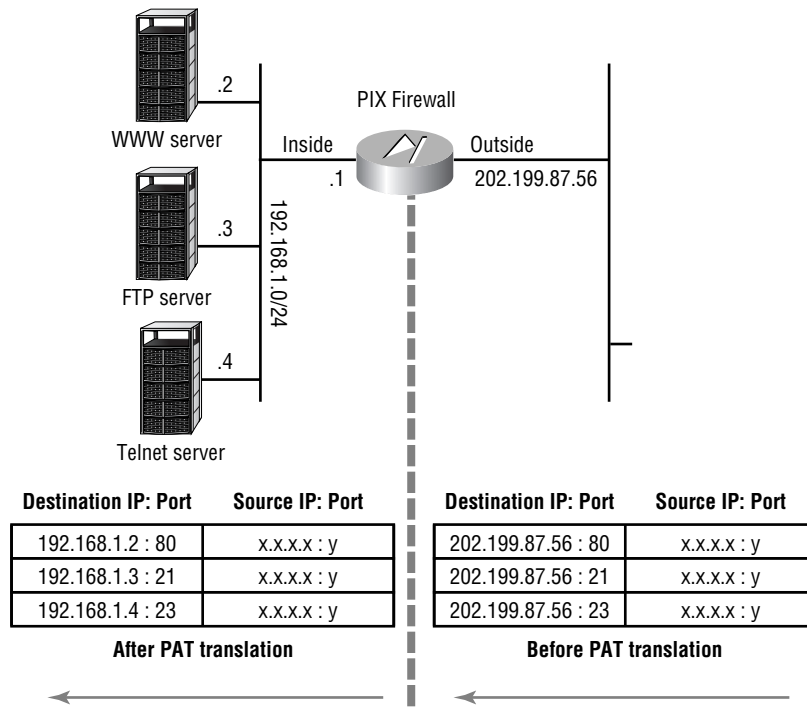 .2
WWW server
PIX Firewall
Inside
Outside
.1
202.199.87.56
.3
FTP server
192.168.1.0/24
.4
Telnet server
Destination IP: Port Source IP: Port
192.168.1.2 : 80 x.x.x.x : y
192.168.1.3 : 21 x.x.x.x : y
192.168.1.4 : 23 x.x.x.x : y
After PAT translation
Destination IP: Port Source IP: Port
202.199.87.56 : 80 x.x.x.x : y
202.199.87.56 : 21 x.x.x.x : y
202.199.87.56 : 23 x.x.x.x : y
Before PAT translation